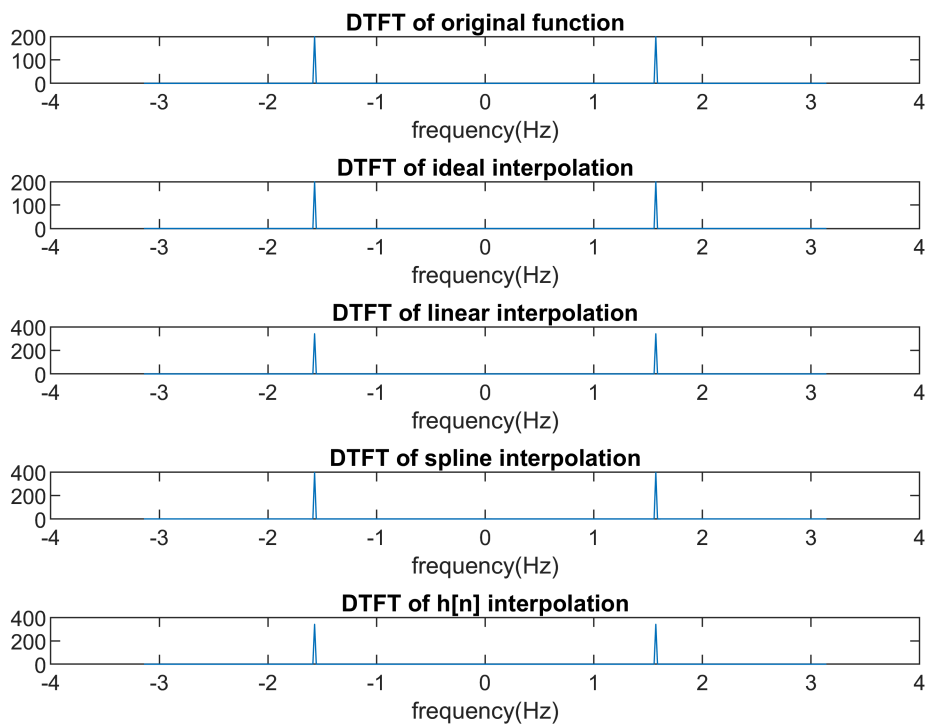 DTFT of original function
200
100
0
-4 -3 -2 -1 0 1 2 3 4
frequency(Hz)
DTFT of ideal interpolation
200
100
0
-4 -3 -2 -1 0 1 2 3 4
frequency(Hz)
DTFT of linear interpolation
400
200
0
-4 -3 -2 -1 0 1 2 3 4
frequency(Hz)
DTFT of spline interpolation
400
200
0
-4 -3 -2 -1 0 1 2 3 4
frequency(Hz)
DTFT of h[n] interpolation
400
200
0
-4 -3 -2 -1 0 1 2 3 4
frequency(Hz)